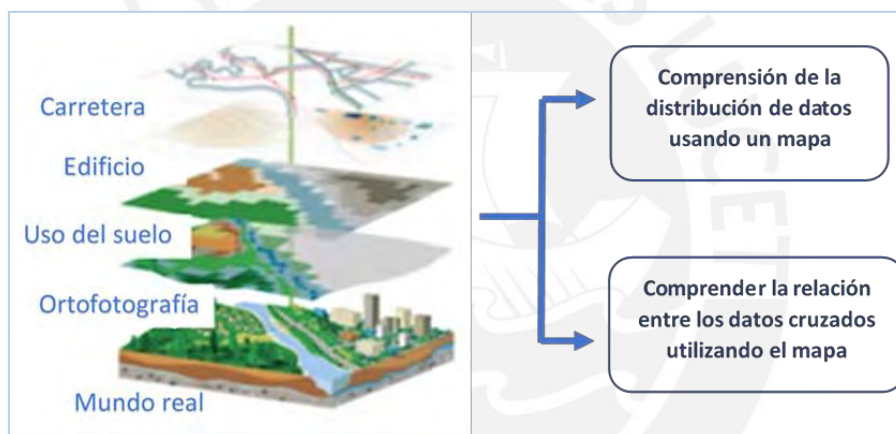 Carretera
Edificio
Uso del suelo
Ortofotografía
Mundo real
Comprensión de la
distribución de datos
usando un mapa
Comprender la relación
entre los datos cruzados
utilizando el mapa